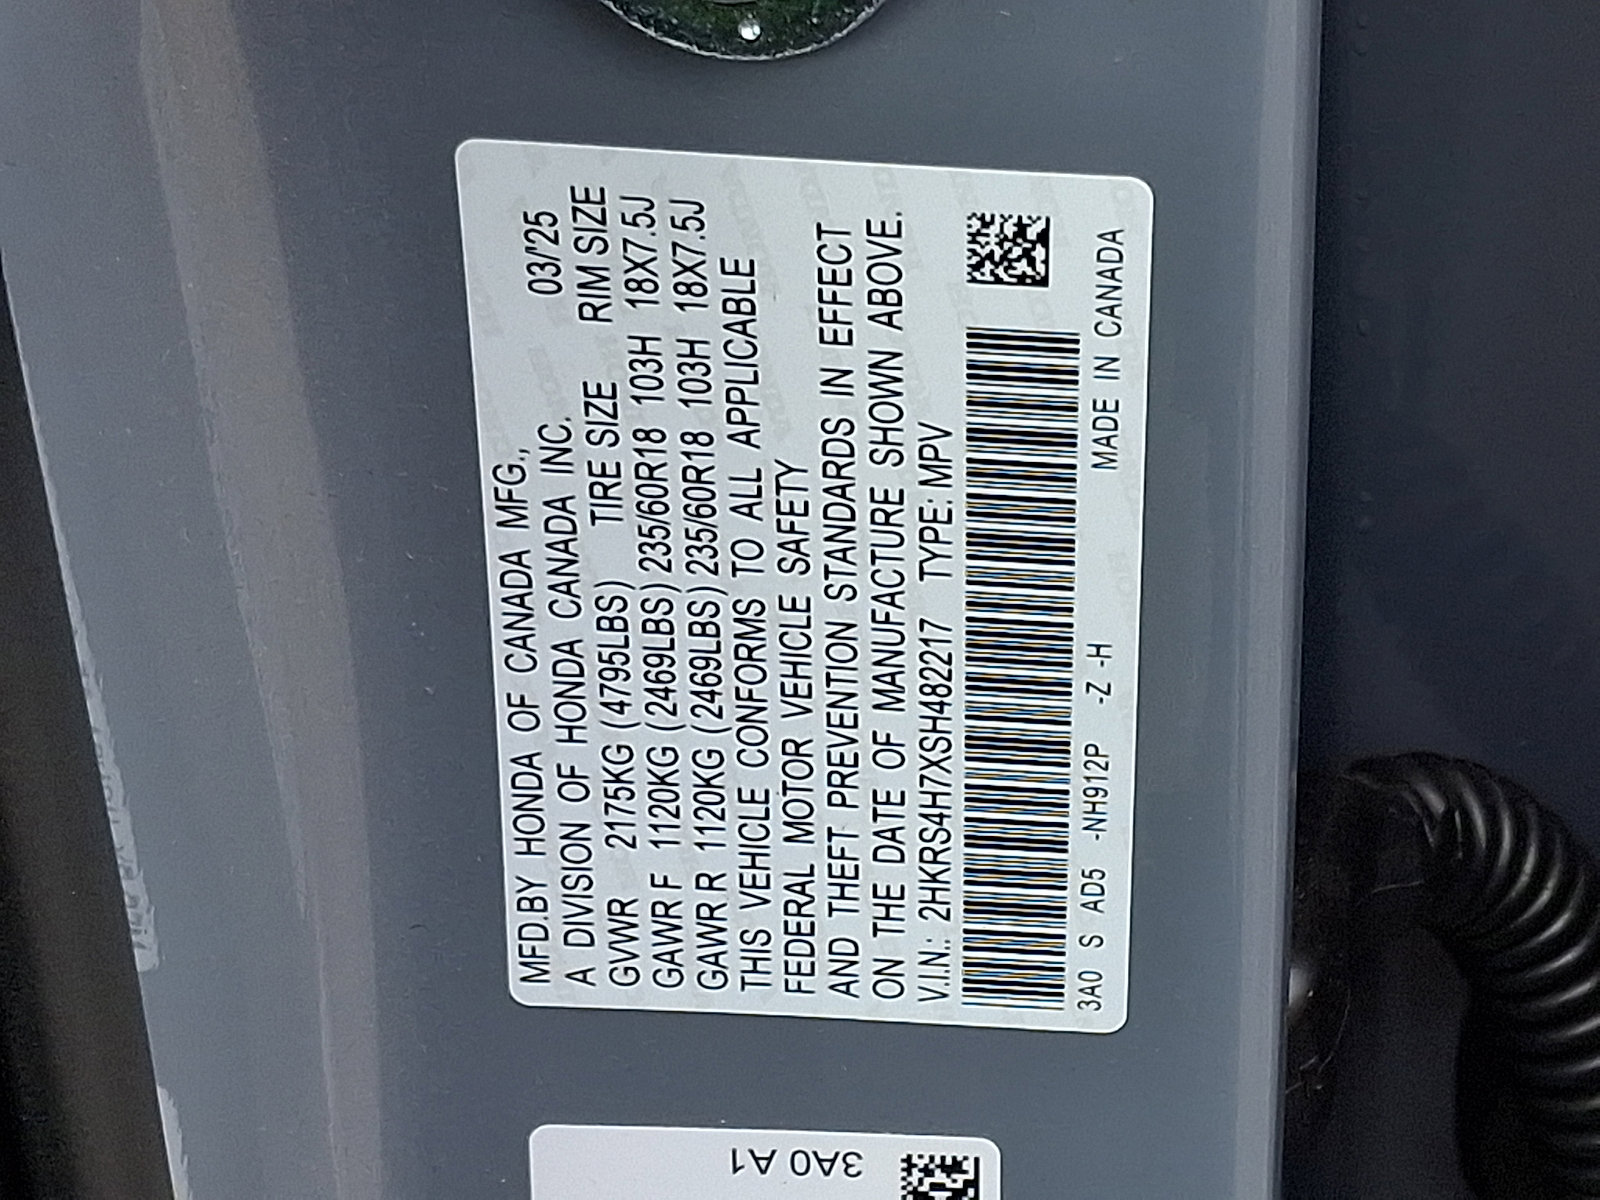 MFD.BY HONDA OF CANADA MFG., 03/'25
A DIVISION OF HONDA CANADA INC.
GVWR 2175KG (4795LBS) TIRE SIZE RIM SIZE
GAWR F 1120KG (2469LBS) 235/60R18 103H 18X7.5J
GAWR R 1120KG (2469LBS) 235/60R18 103H 18X7.5J
THIS VEHICLE CONFORMS TO ALL APPLICABLE
FEDERAL MOTOR VEHICLE SAFETY
AND THEFT PREVENTION STANDARDS IN EFFECT
ON THE DATE OF MANUFACTURE SHOWN ABOVE.
V.I.N.: 2HKRS4H7XSH482217 TYPE: MPV
3A0 S AD5 -NH912P -Z -H MADE IN CANADA
3A0 A1